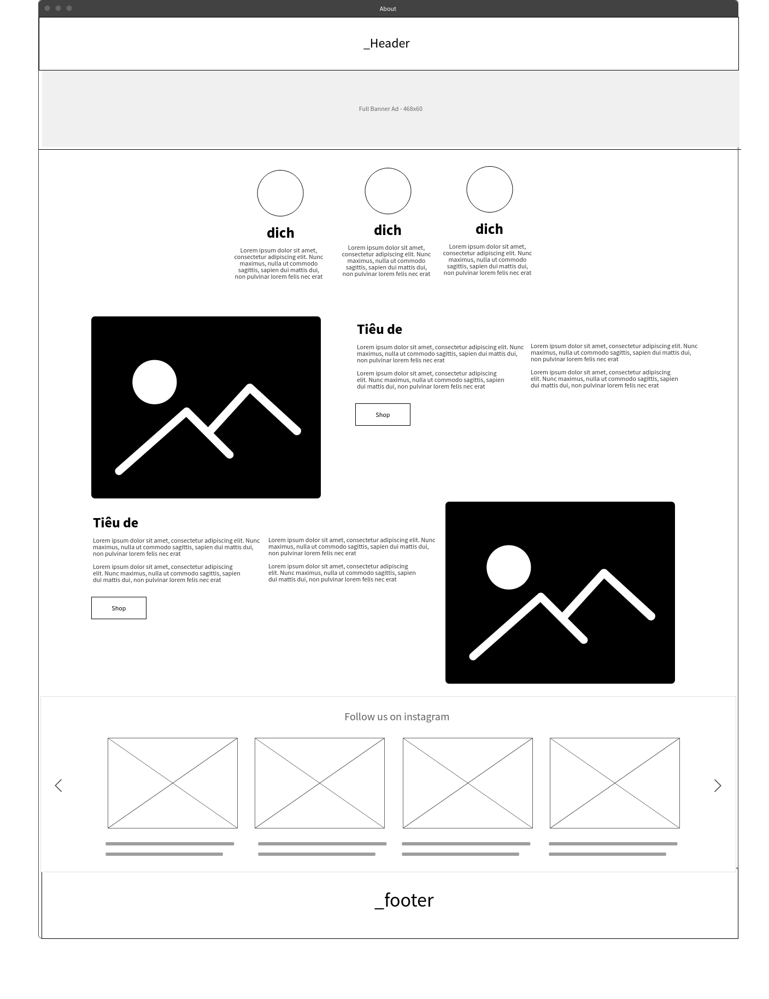 About
_Header
Full Banner Ad - 468x60
dich
Lorem ipsum dolor sit amet,
consectetur adipiscing elit. Nunc
maximus, nulla ut commodo
sagittis, sapien dui mattis dui,
non pulvinar lorem felis nec erat
dich
Lorem ipsum dolor sit amet,
consectetur adipiscing elit. Nunc
maximus, nulla ut commodo
sagittis, sapien dui mattis dui,
non pulvinar lorem felis nec erat
dich
Lorem ipsum dolor sit amet,
consectetur adipiscing elit. Nunc
maximus, nulla ut commodo
sagittis, sapien dui mattis dui,
non pulvinar lorem felis nec erat
Tiêu de
Lorem ipsum dolor sit amet, consectetur adipiscing elit. Nunc
maximus, nulla ut commodo sagittis, sapien dui mattis dui,
non pulvinar lorem felis nec erat
Lorem ipsum dolor sit amet, consectetur adipiscing
elit. Nunc maximus, nulla ut commodo sagittis, sapien
dui mattis dui, non pulvinar lorem felis nec erat
Lorem ipsum dolor sit amet, consectetur adipiscing elit. Nunc
maximus, nulla ut commodo sagittis, sapien dui mattis dui,
non pulvinar lorem felis nec erat
Lorem ipsum dolor sit amet, consectetur adipiscing
elit. Nunc maximus, nulla ut commodo sagittis, sapien
dui mattis dui, non pulvinar lorem felis nec erat
Shop
Tiêu de
Lorem ipsum dolor sit amet, consectetur adipiscing elit. Nunc
maximus, nulla ut commodo sagittis, sapien dui mattis dui,
non pulvinar lorem felis nec erat
Lorem ipsum dolor sit amet, consectetur adipiscing
elit. Nunc maximus, nulla ut commodo sagittis, sapien
dui mattis dui, non pulvinar lorem felis nec erat
Lorem ipsum dolor sit amet, consectetur adipiscing elit. Nunc
maximus, nulla ut commodo sagittis, sapien dui mattis dui,
non pulvinar lorem felis nec erat
Lorem ipsum dolor sit amet, consectetur adipiscing
elit. Nunc maximus, nulla ut commodo sagittis, sapien
dui mattis dui, non pulvinar lorem felis nec erat
Shop
Follow us on instagram
_footer